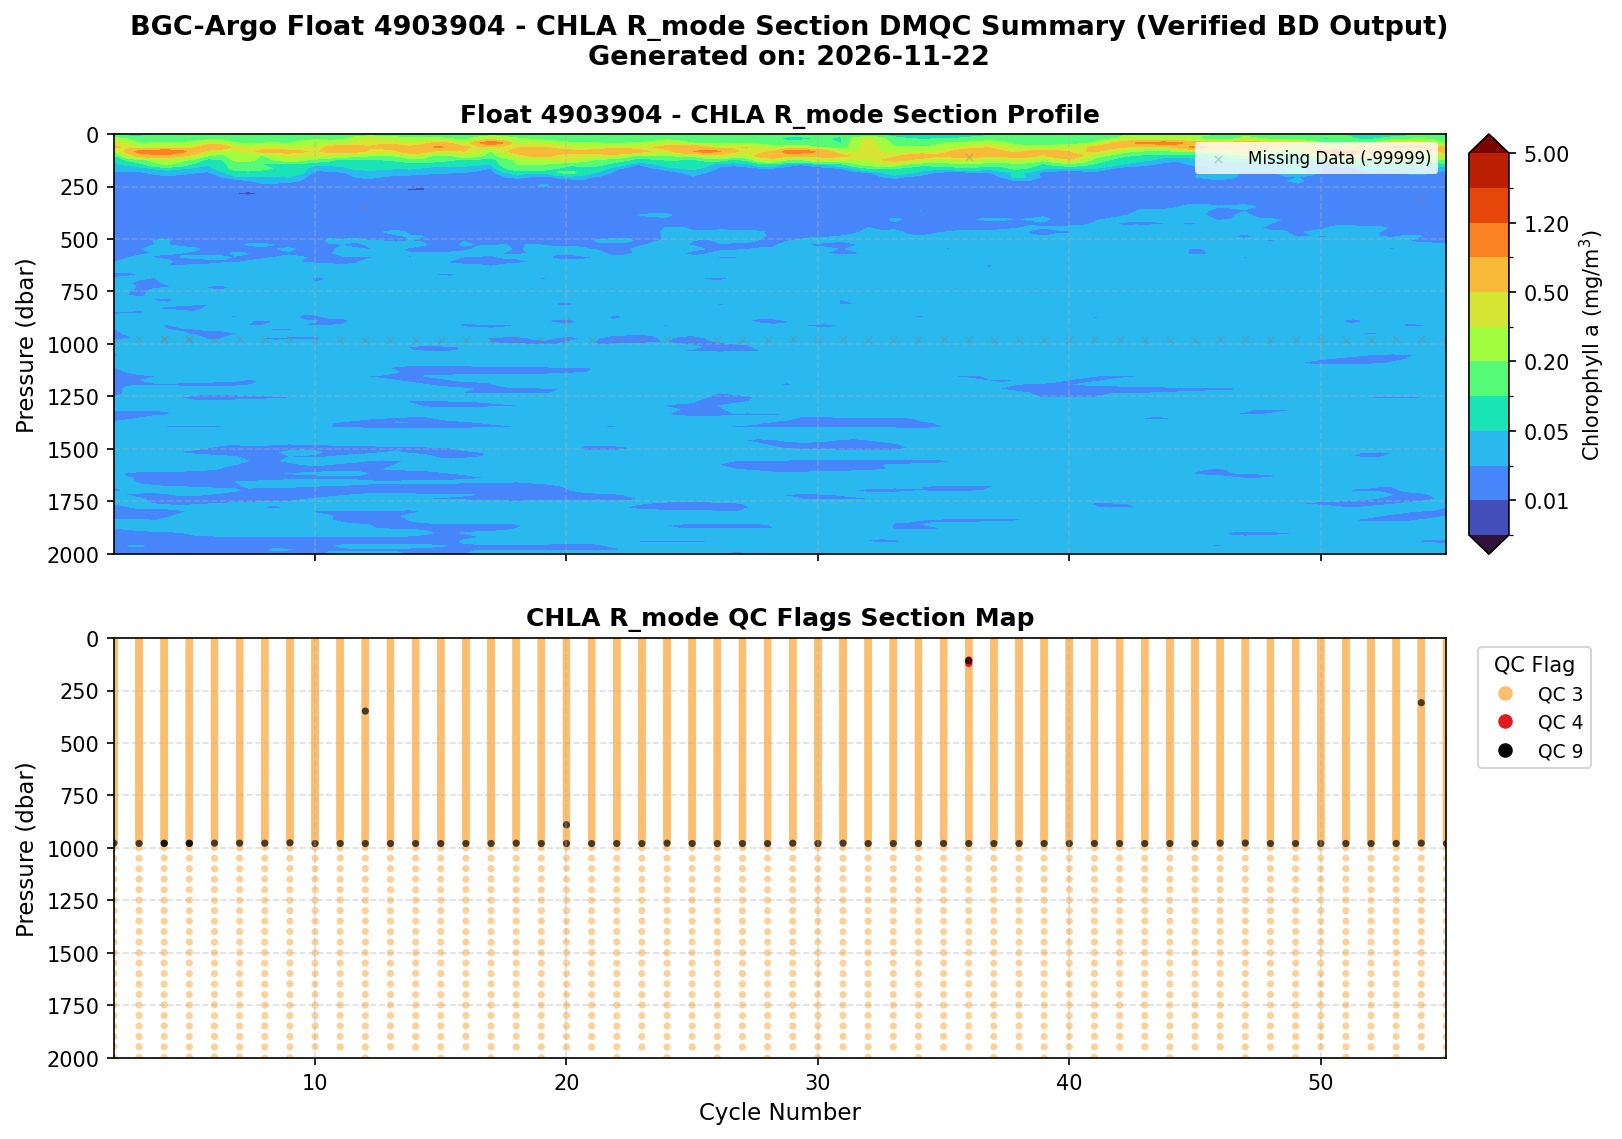 BGC-Argo Float 4903904 - CHLA R_mode Section DMQC Summary (Verified BD Output)
Generated on: 2026-11-22
Float 4903904 - CHLA R_mode Section Profile
Pressure (dbar)
0
250
500
750
1000
1250
1500
1750
2000
Missing Data (-99999)
5.00
1.20
0.50
0.20
0.05
0.01
Chlorophyll a (mg/m³)
CHLA R_mode QC Flags Section Map
Pressure (dbar)
0
250
500
750
1000
1250
1500
1750
2000
10
20
30
40
50
Cycle Number
QC Flag
QC 3
QC 4
QC 9